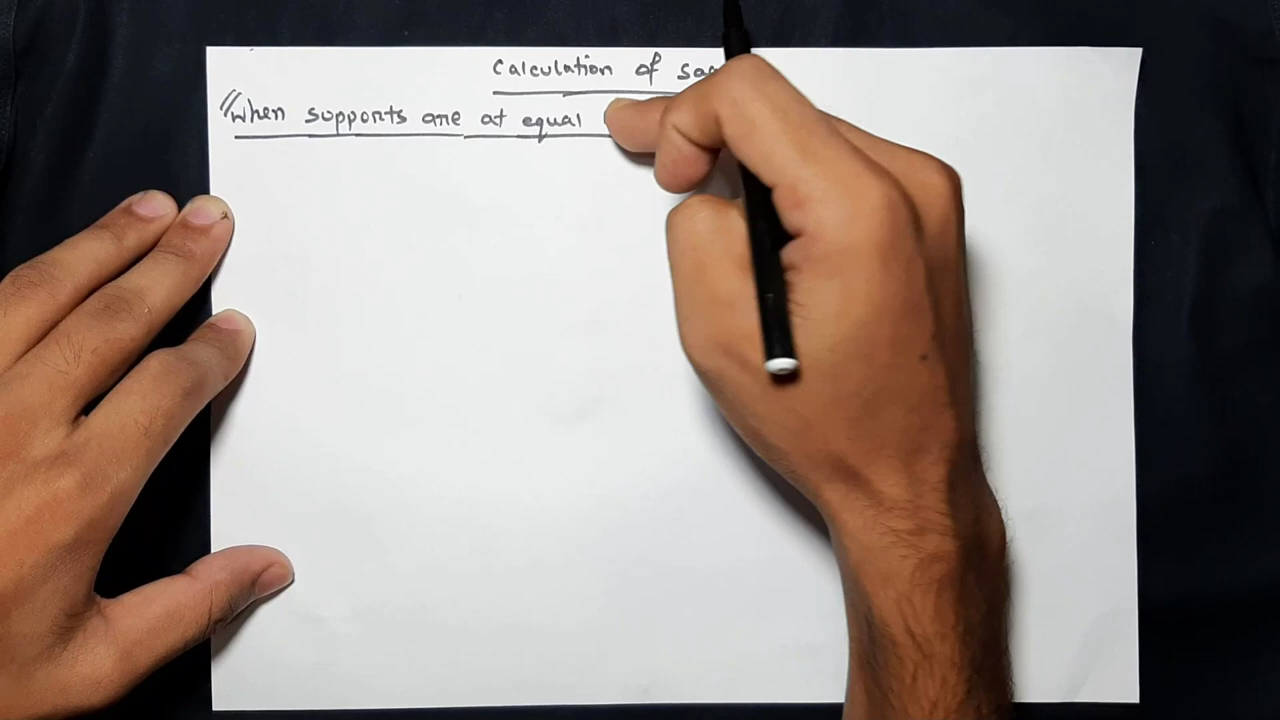 Calculation of
"When supports are at equal